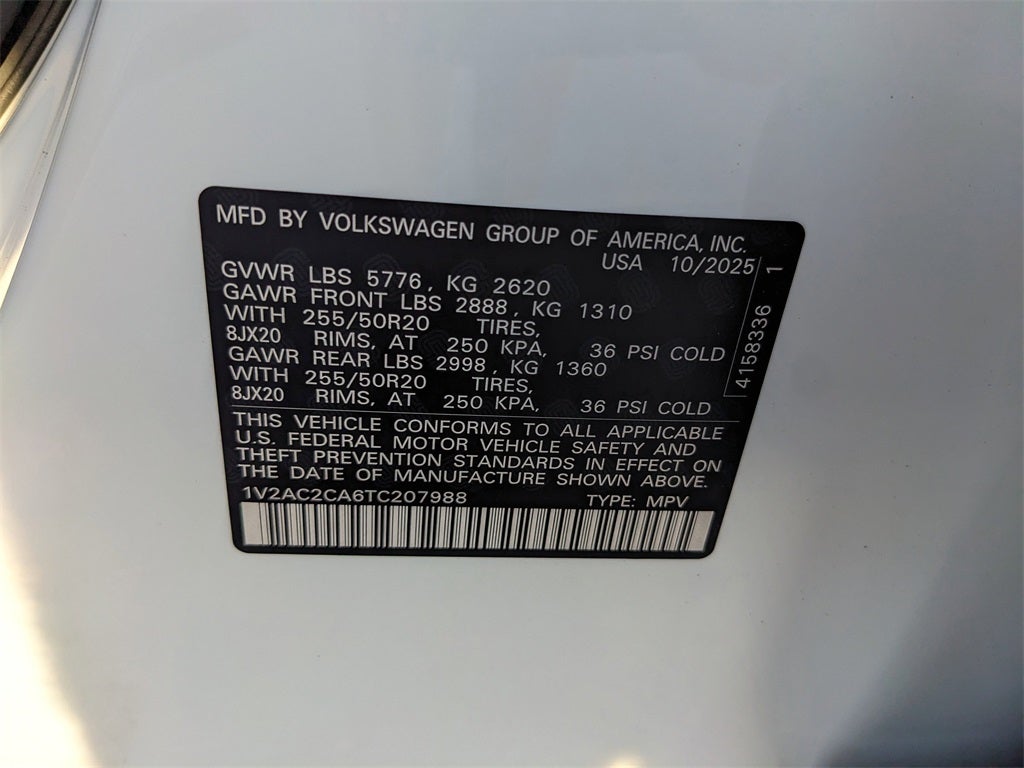 MFD BY VOLKSWAGEN GROUP OF AMERICA, INC.
USA 10/2025
GVWR LBS 5776, KG 2620
GAWR FRONT LBS 2888, KG 1310
WITH 255/50R20 TIRES,
8JX20 RIMS, AT 250 KPA, 36 PSI COLD
GAWR REAR LBS 2998, KG 1360
WITH 255/50R20 TIRES,
8JX20 RIMS, AT 250 KPA, 36 PSI COLD
4158336 1
THIS VEHICLE CONFORMS TO ALL APPLICABLE
U.S. FEDERAL MOTOR VEHICLE SAFETY AND
THEFT PREVENTION STANDARDS IN EFFECT ON
THE DATE OF MANUFACTURE SHOWN ABOVE.
1V2AC2CA6TC207988 TYPE: MPV